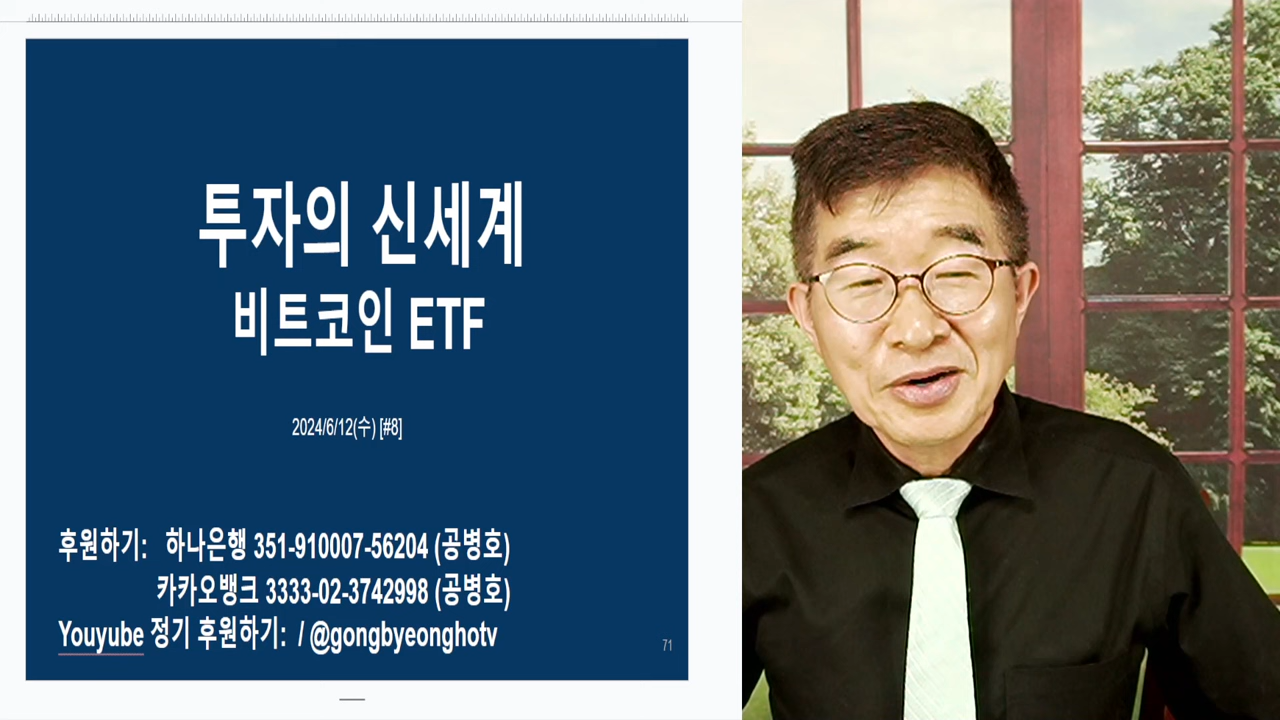 투자의 신세계
비트코인 ETF
2024/6/12(수) [#8]
후원하기: 하나은행 351-910007-56204 (공병호)
카카오뱅크 3333-02-3742998 (공병호)
Youyube 정기 후원하기: / @gongbyeonghotv
71